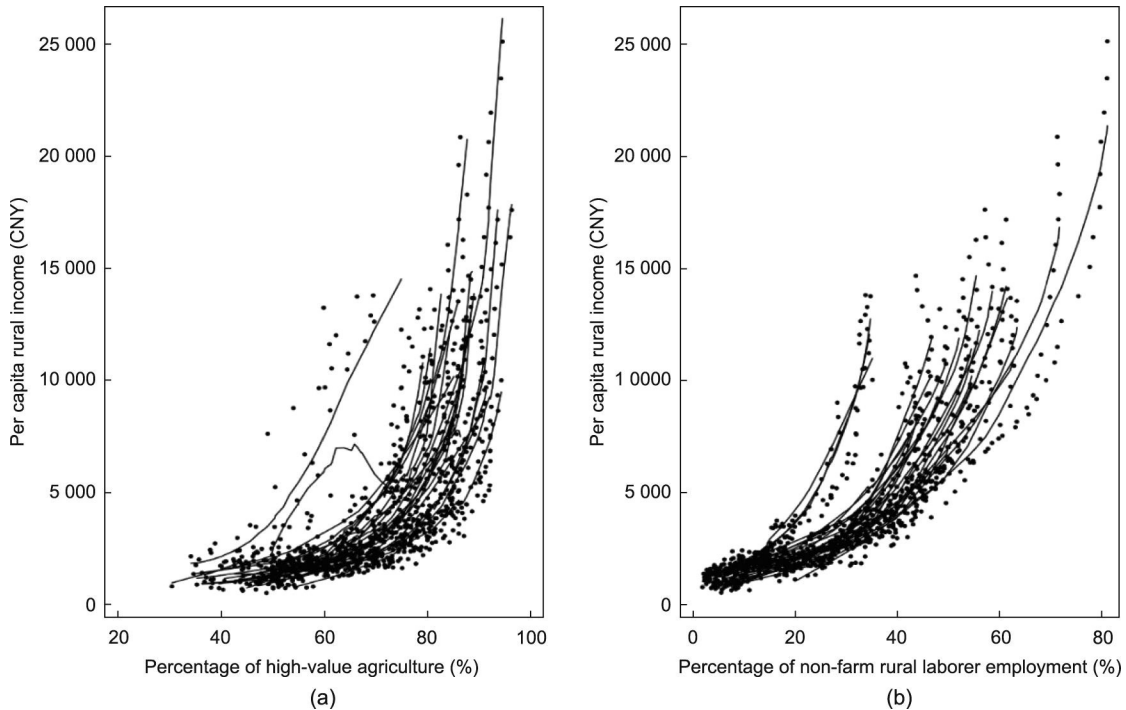 25 000
20 000
15 000
10 000
5 000
0
Per capita rural income (CNY)
20 40 60 80 100
Percentage of high-value agriculture (%)
(a)
25 000
20 000
15 000
10 0000
5 000
0
Per capita rural income (CNY)
0 20 40 60 80
Percentage of non-farm rural laborer employment (%)
(b)